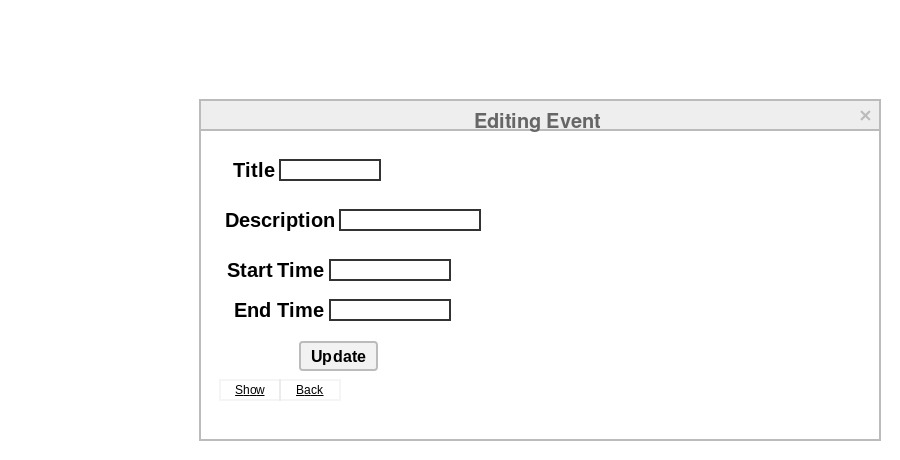 Editing Event ×
Title
Description
Start Time
End Time
Update
Show Back